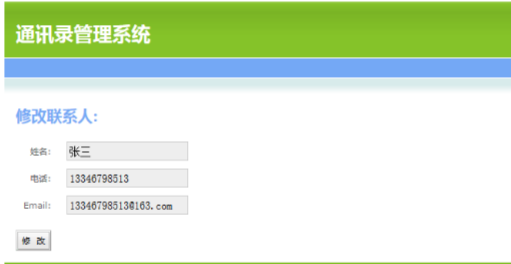 通讯录管理系统
修改联系人:
姓名: 张三
电话: 13346798513
Email: 13346798513@163.com
修 改